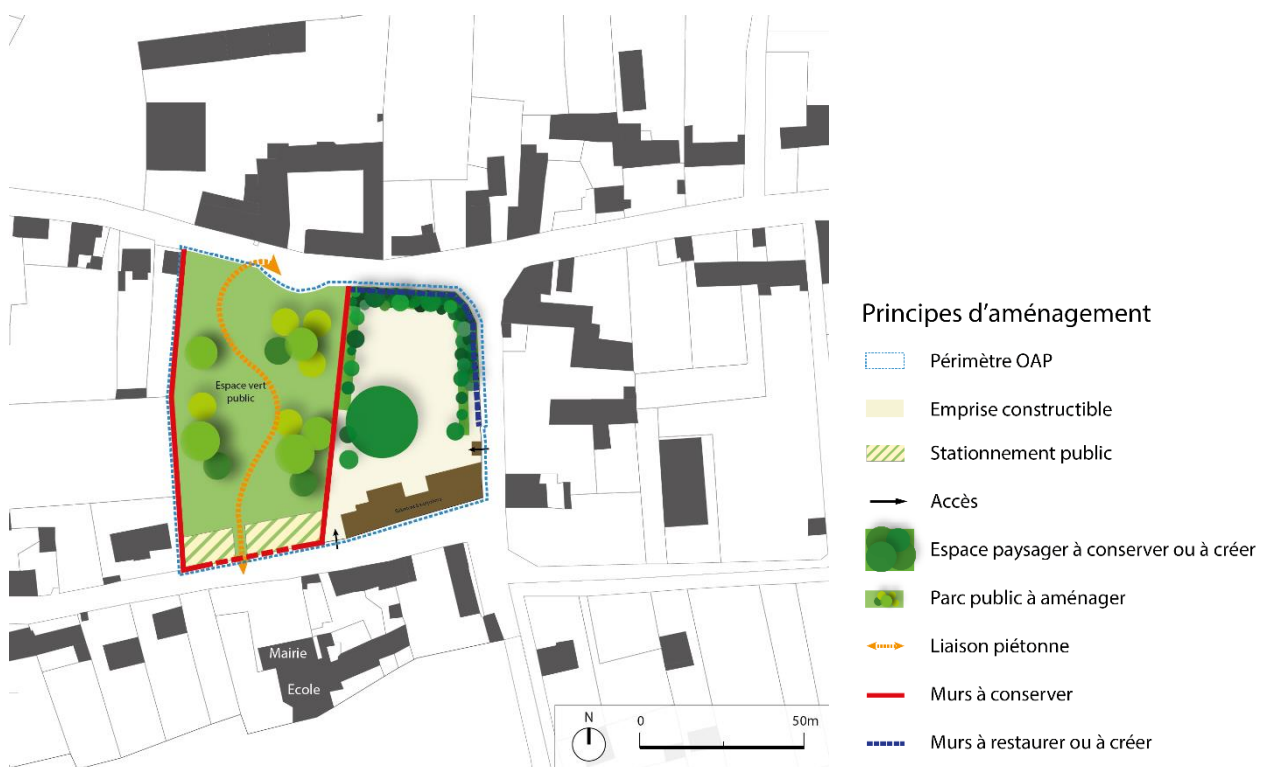 Espace vert
public
Mairie
Ecole
N
0
50m
Principes d’aménagement
Périmètre OAP
Emprise constructible
Stationnement public
Accès
Espace paysager à conserver ou à créer
Parc public à aménager
Liaison piétonne
Murs à conserver
Murs à restaurer ou à créer